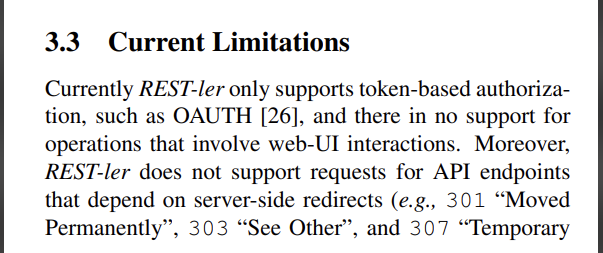 3.3 Current Limitations
Currently REST-ler only supports token-based authoriza-
tion, such as OAUTH [26], and there in no support for
operations that involve web-UI interactions. Moreover,
REST-ler does not support requests for API endpoints
that depend on server-side redirects (e.g., 301 “Moved
Permanently”, 303 “See Other”, and 307 “Temporary